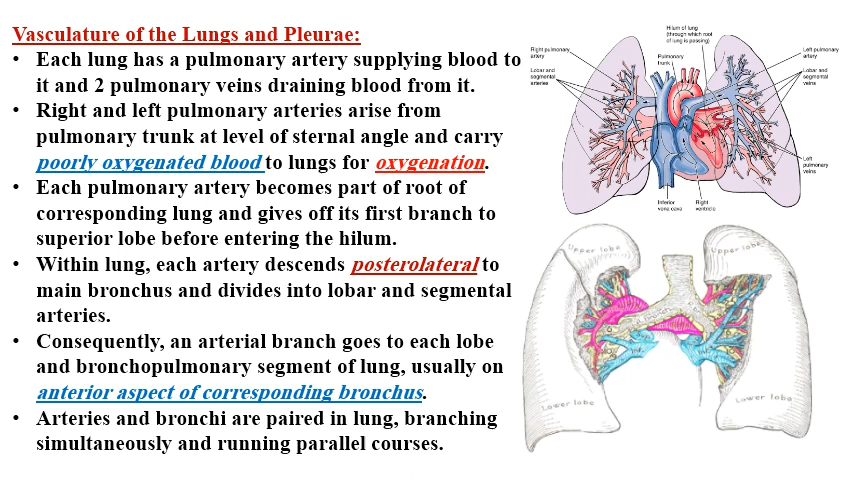 Vasculature of the Lungs and Pleurae:
• Each lung has a pulmonary artery supplying blood to
it and 2 pulmonary veins draining blood from it.
• Right and left pulmonary arteries arise from
pulmonary trunk at level of sternal angle and carry
poorly oxygenated blood to lungs for oxygenation.
• Each pulmonary artery becomes part of root of
corresponding lung and gives off its first branch to
superior lobe before entering the hilum.
• Within lung, each artery descends posterolateral to
main bronchus and divides into lobar and segmental
arteries.
• Consequently, an arterial branch goes to each lobe
and bronchopulmonary segment of lung, usually on
anterior aspect of corresponding bronchus.
• Arteries and bronchi are paired in lung, branching
simultaneously and running parallel courses.
Hilum of lung
(through which root
of lung is passing)
Right pulmonary
artery
Pulmonary
trunk
Left pulmonary
artery
Lobar and
segmental
arteries
Lobar and
segmental
veins
Left
pulmonary
veins
Inferior
vena cava
Right
ventricle
Upper lobe
Upper lobe
Lower lobe
Lower lobe